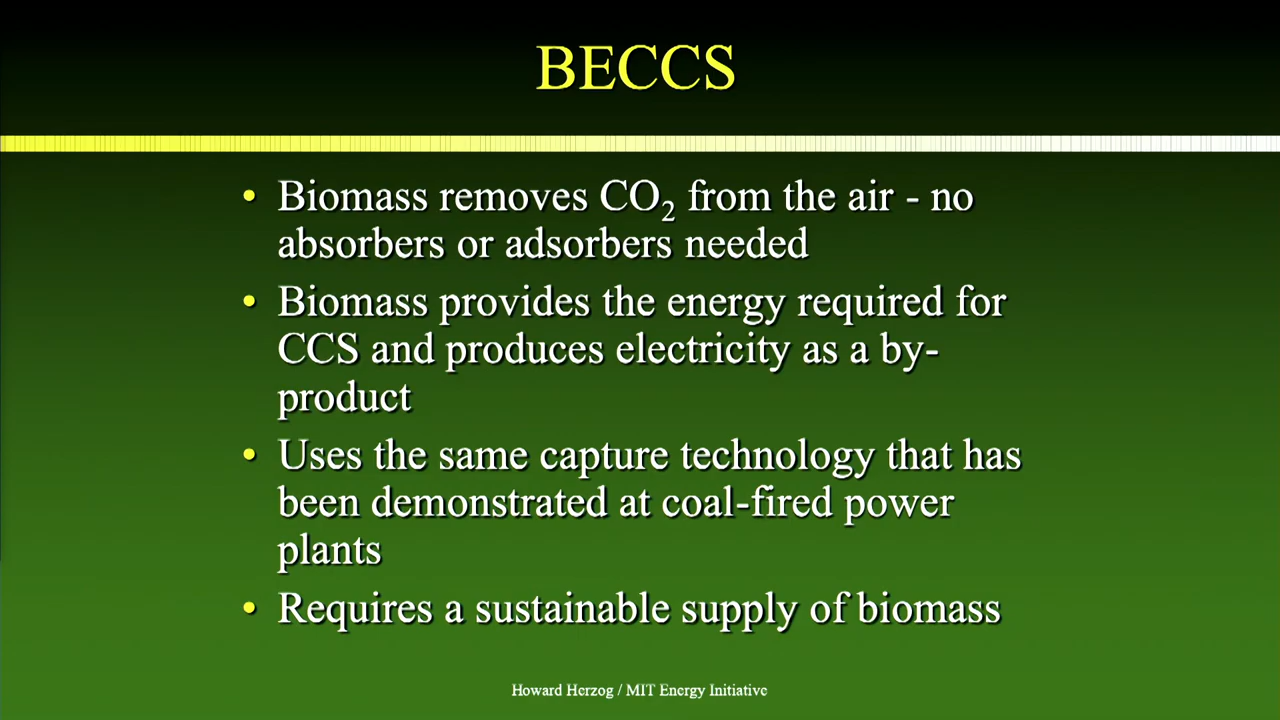 BECCS
• Biomass removes CO₂ from the air - no
absorbers or adsorbers needed
• Biomass provides the energy required for
CCS and produces electricity as a by-
product
• Uses the same capture technology that has
been demonstrated at coal-fired power
plants
• Requires a sustainable supply of biomass
Howard Herzog / MIT Energy Initiative